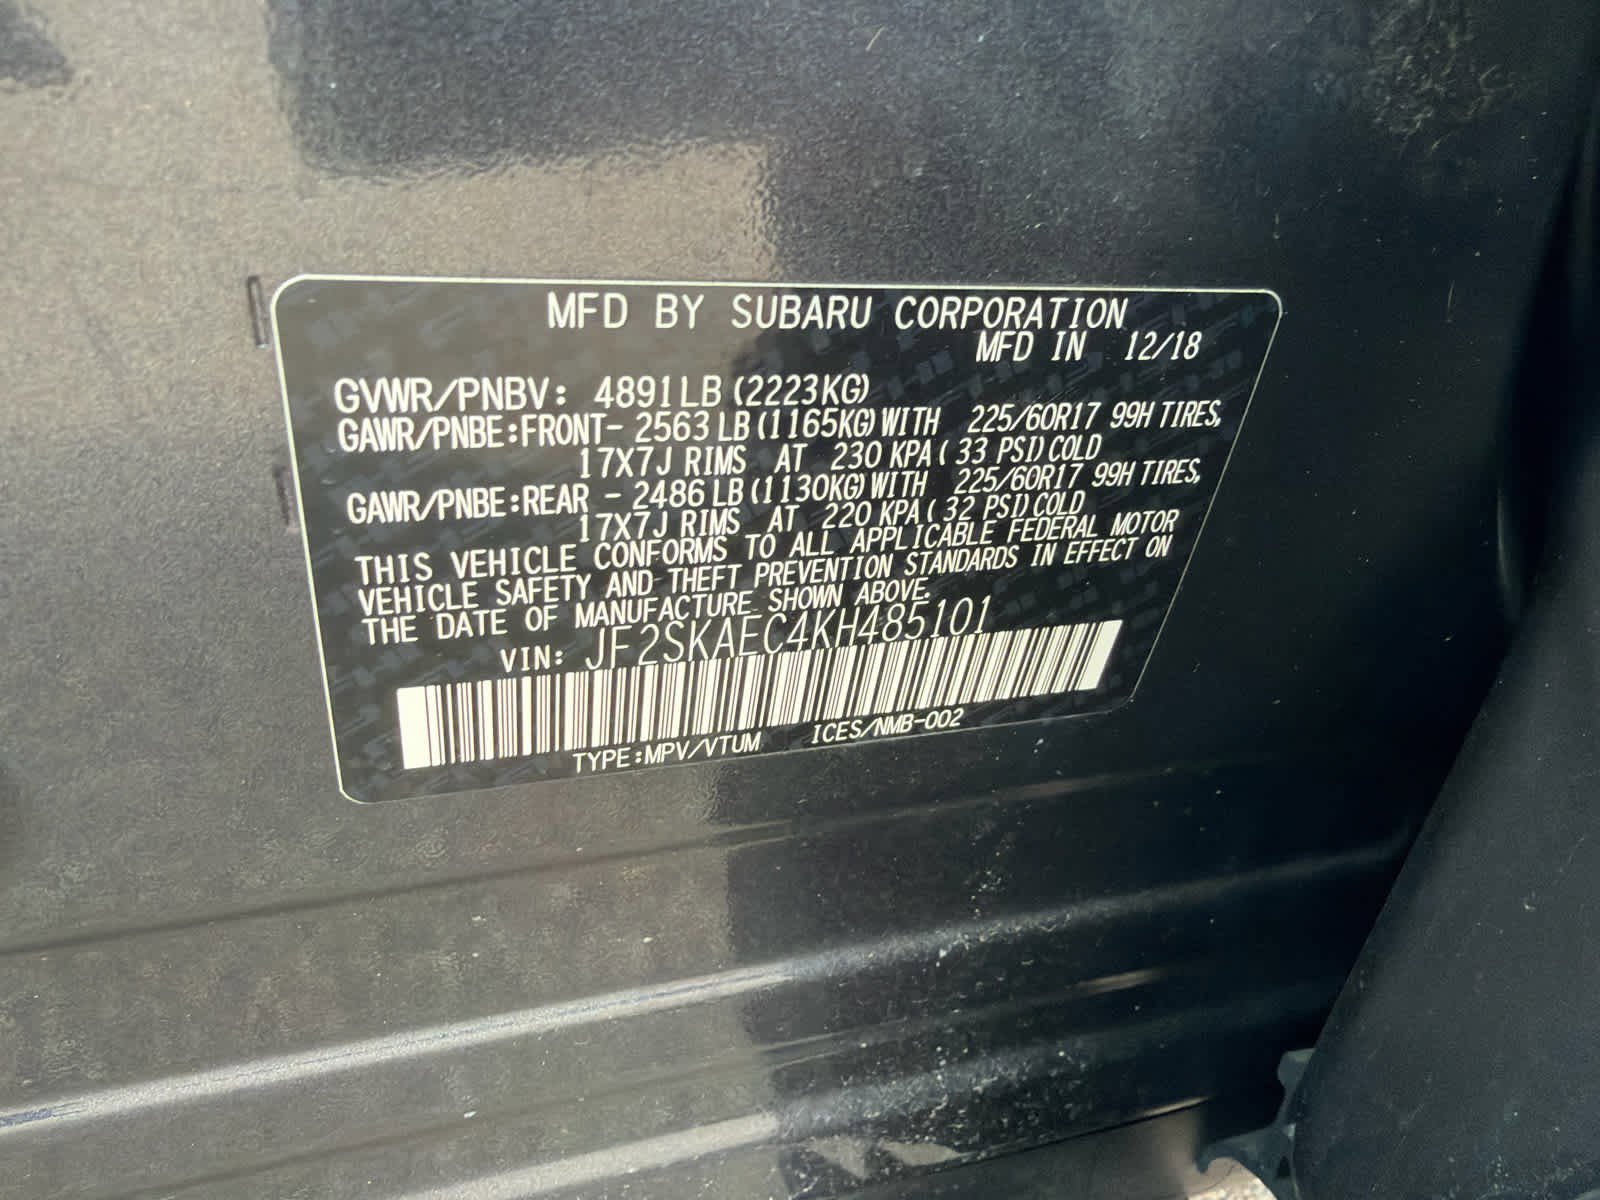 MFD BY SUBARU CORPORATION
MFD IN 12/18
GVWR/PNBV: 4891LB (2223KG)
GAWR/PNBE:FRONT- 2563 LB (1165KG) WITH 225/60R17 99H TIRES,
17X7J RIMS AT 230 KPA ( 33 PSI) COLD
GAWR/PNBE:REAR - 2486 LB (1130KG) WITH 225/60R17 99H TIRES,
17X7J RIMS AT 220 KPA ( 32 PSI) COLD
THIS VEHICLE CONFORMS TO ALL APPLICABLE FEDERAL MOTOR
VEHICLE SAFETY AND THEFT PREVENTION STANDARDS IN EFFECT ON
THE DATE OF MANUFACTURE SHOWN ABOVE.
VIN: JF2SKAEC4KH485101
TYPE:MPV/VTUM ICES/NMB-002